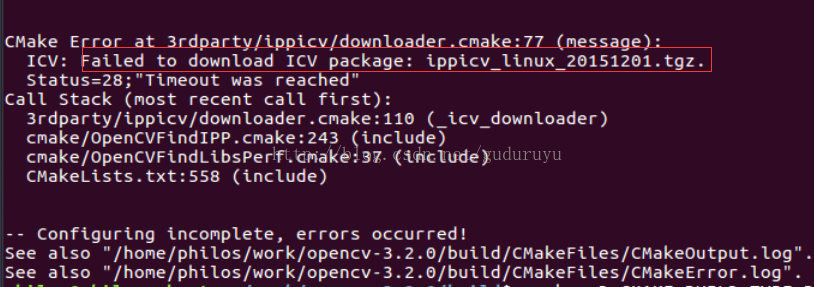 CMake Error at 3rdparty/ippicv/downloader.cmake:77 (message):
ICV: Failed to download ICV package: ippicv_linux_20151201.tgz.
Status=28;"Timeout was reached"
Call Stack (most recent call first):
3rdparty/ippicv/downloader.cmake:110 (_icv_downloader)
cmake/OpenCVFindIPP.cmake:243 (include)
cmake/OpenCVFindLibsPerf.cmake:37 (include)
http://blog.csdn.net/guduruyu
CMakeLists.txt:558 (include)
-- Configuring incomplete, errors occurred!
See also "/home/philos/work/opencv-3.2.0/build/CMakeFiles/CMakeOutput.log".
See also "/home/philos/work/opencv-3.2.0/build/CMakeFiles/CMakeError.log".